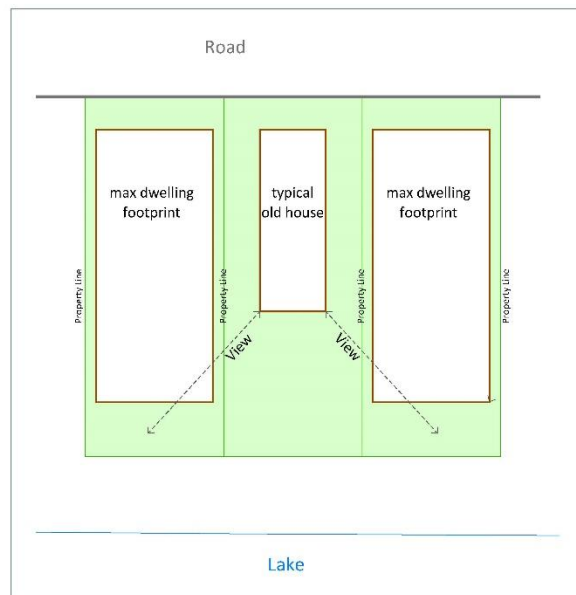 Road
max dwelling
footprint
typical
old house
max dwelling
footprint
Property Line
Property Line
Property Line
Property Line
View
View
Lake